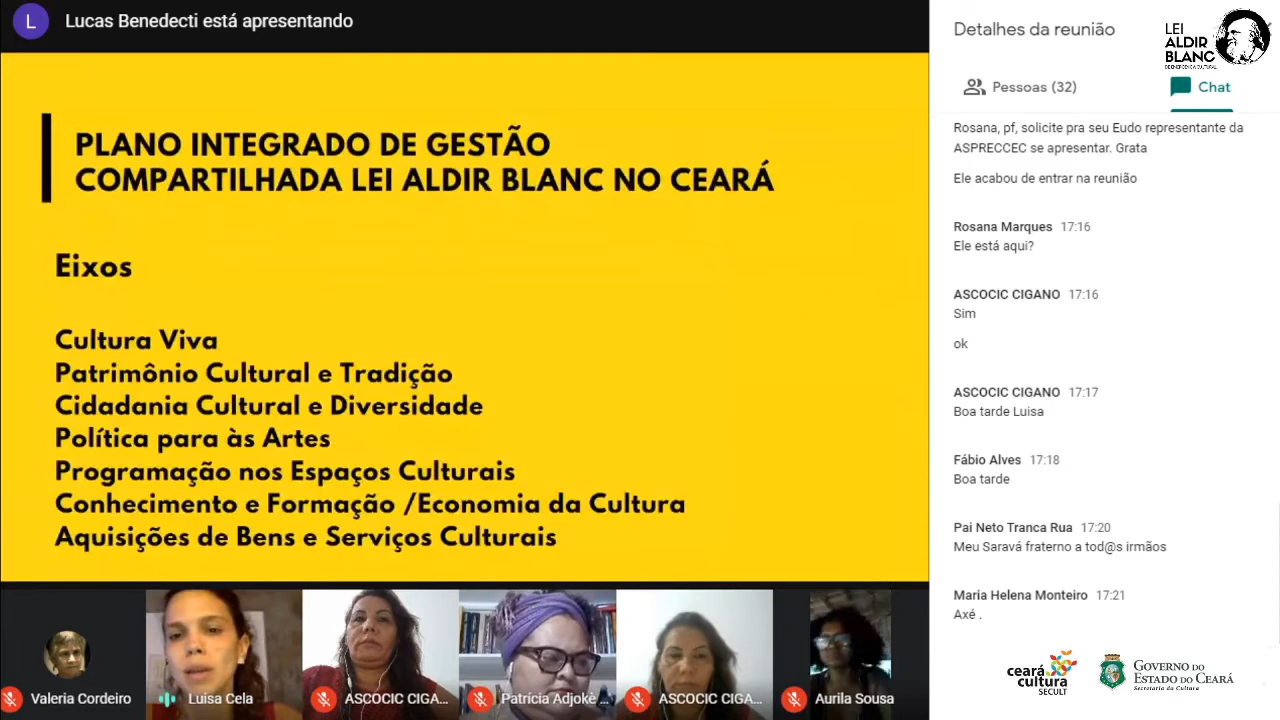 L
Lucas Benedecti está apresentando
PLANO INTEGRADO DE GESTÃO
COMPARTILHADA LEI ALDIR BLANC NO CEARÁ
Eixos
Cultura Viva
Patrimônio Cultural e Tradição
Cidadania Cultural e Diversidade
Política para às Artes
Programação nos Espaços Culturais
Conhecimento e Formação /Economia da Cultura
Aquisições de Bens e Serviços Culturais
Valeria Cordeiro
Luisa Cela
ASCOCIC CIGA...
Patrícia Adjokè ...
ASCOCIC CIGA...
Aurila Sousa
Detalhes da reunião
LEI
ALDIR
BLANC
DE EMERGÊNCIA CULTURAL
Pessoas (32)
Chat
Rosana, pf, solicite pra seu Eudo representante da
ASPRECCEC se apresentar. Grata
Ele acabou de entrar na reunião
Rosana Marques 17:16
Ele está aqui?
ASCOCIC CIGANO 17:16
Sim
ok
ASCOCIC CIGANO 17:17
Boa tarde Luisa
Fábio Alves 17:18
Boa tarde
Pai Neto Tranca Rua 17:20
Meu Saravá fraterno a tod@s irmãos
Maria Helena Monteiro 17:21
Axé .
ceará
cultura
SECULT
GOVERNO DO
ESTADO DO CEARÁ
Secretaria da Cultura